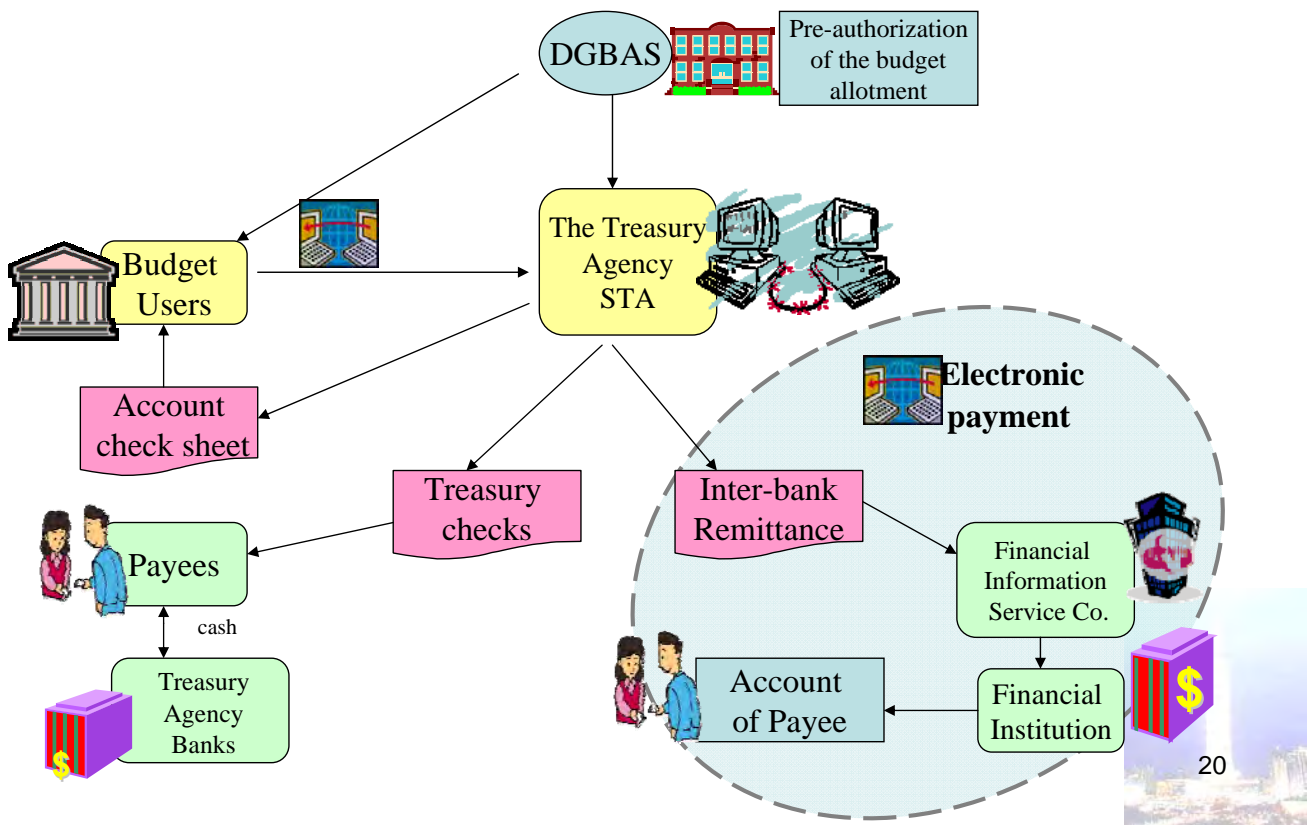 DGBAS
Pre-authorization
of the budget
allotment
The Treasury
Agency
STA
Budget
Users
Electronic
payment
Account
check sheet
Treasury
checks
Inter-bank
Remittance
Payees
Financial
Information
Service Co.
cash
Treasury
Agency
Banks
$
Account
of Payee
Financial
Institution
$
20